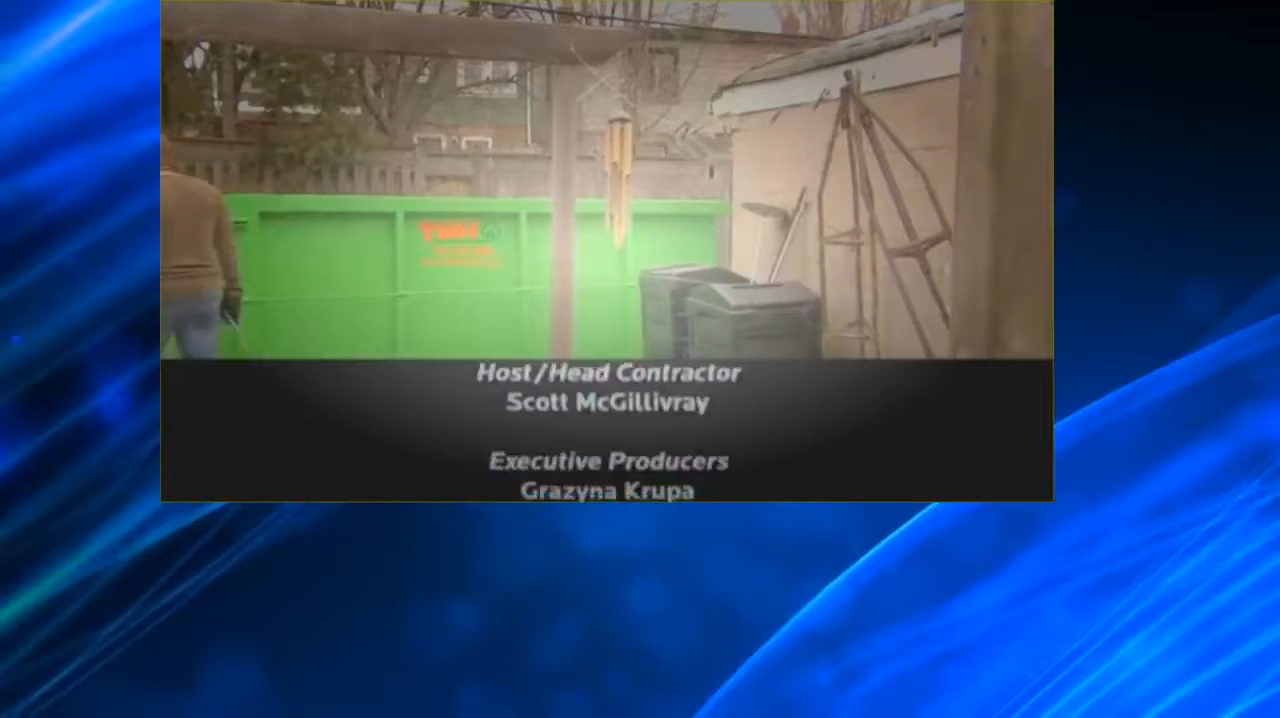 Host/Head Contractor
Scott McGillivray
Executive Producers
Grazyna Krupa